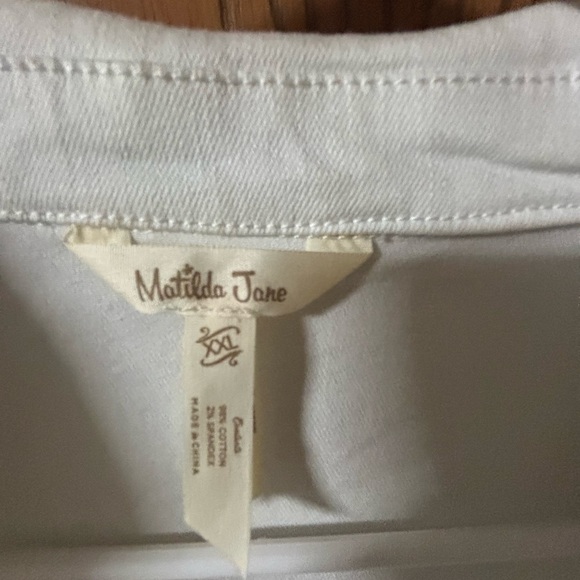 Matilda Jane
XXL
Contents
98% COTTON
2% SPANDEX
MADE in CHINA